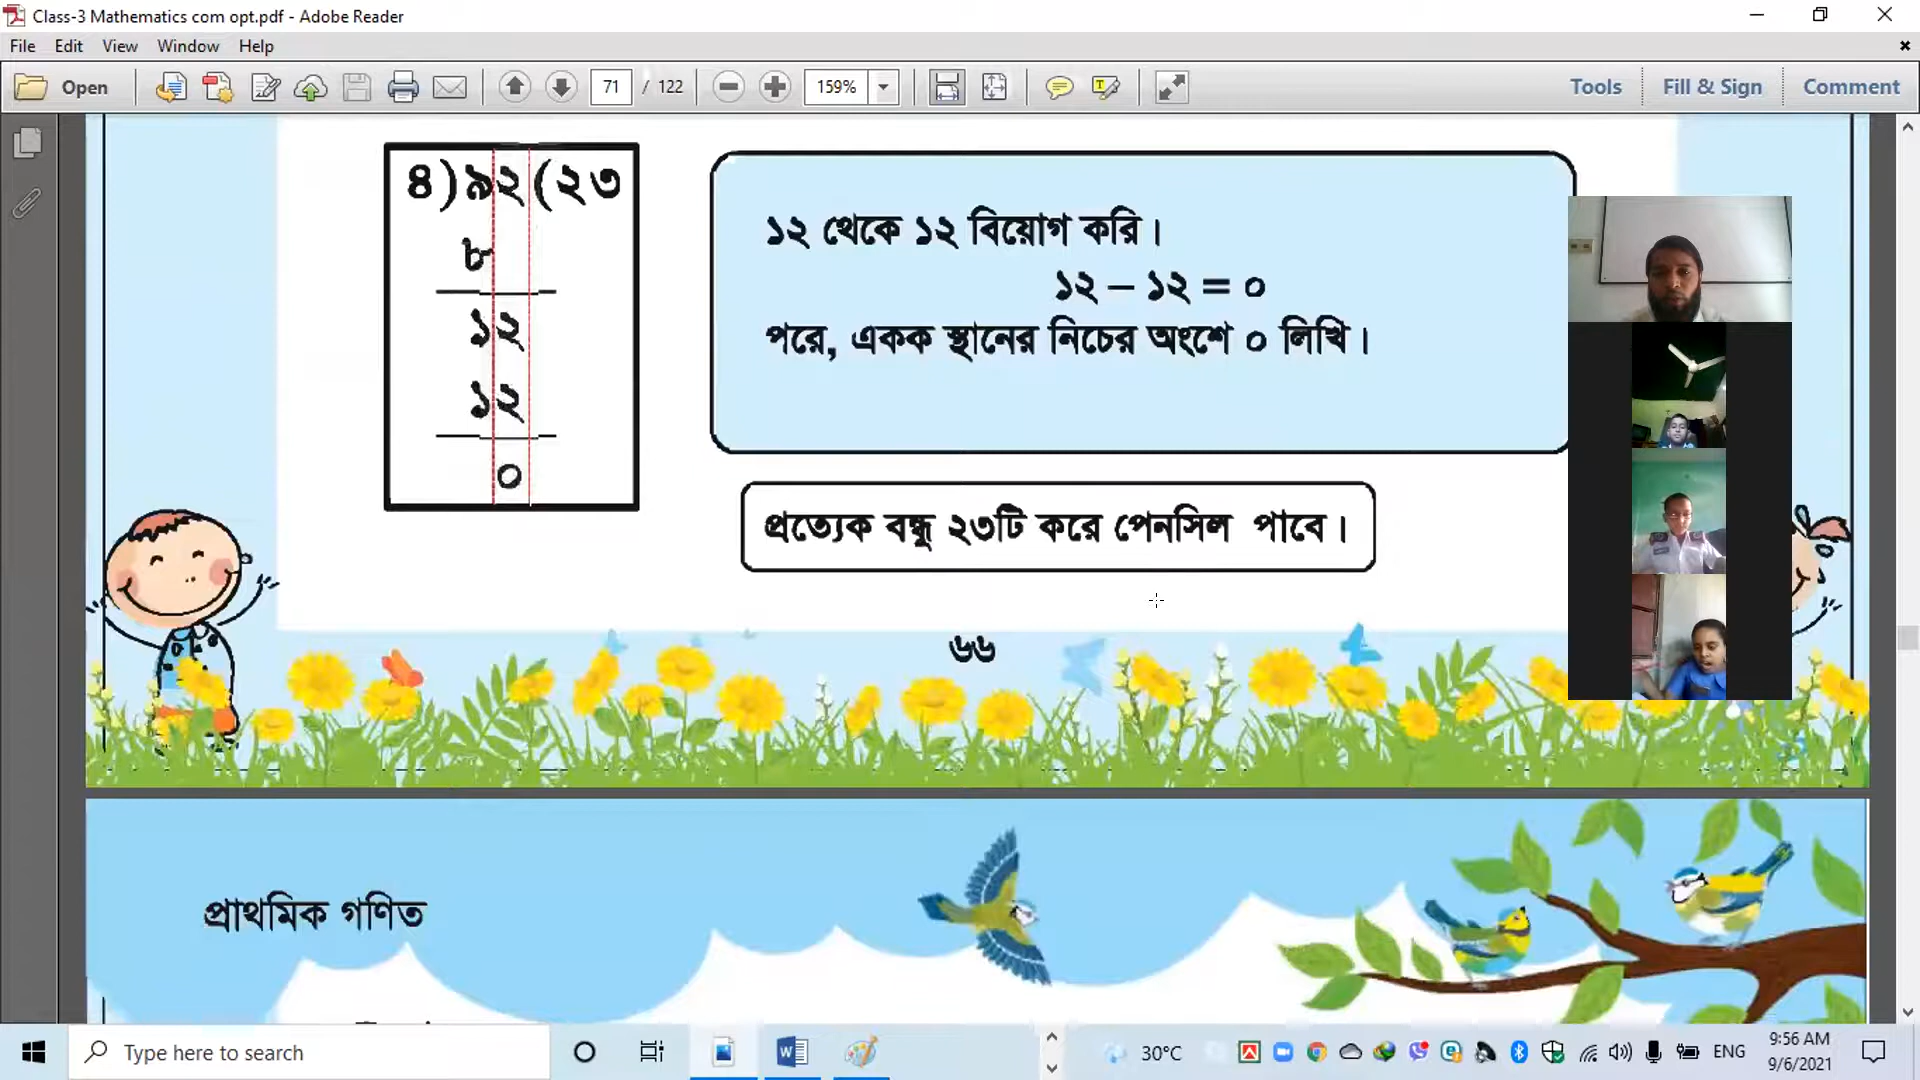 Class-3 Mathematics com opt.pdf - Adobe Reader
File Edit View Window Help
Open 71 / 122 159% Tools Fill & Sign Comment
৪)৯২(২৩
৮
১২
১২
০
১২ থেকে ১২ বিয়োগ করি।
১২ – ১২ = ০
পরে, একক স্থানের নিচের অংশে ০ লিখি।
প্রত্যেক বন্ধু ২৩টি করে পেনসিল পাবে।
৬৬
প্রাথমিক গণিত
Type here to search
30°C
ENG
9:56 AM
9/6/2021